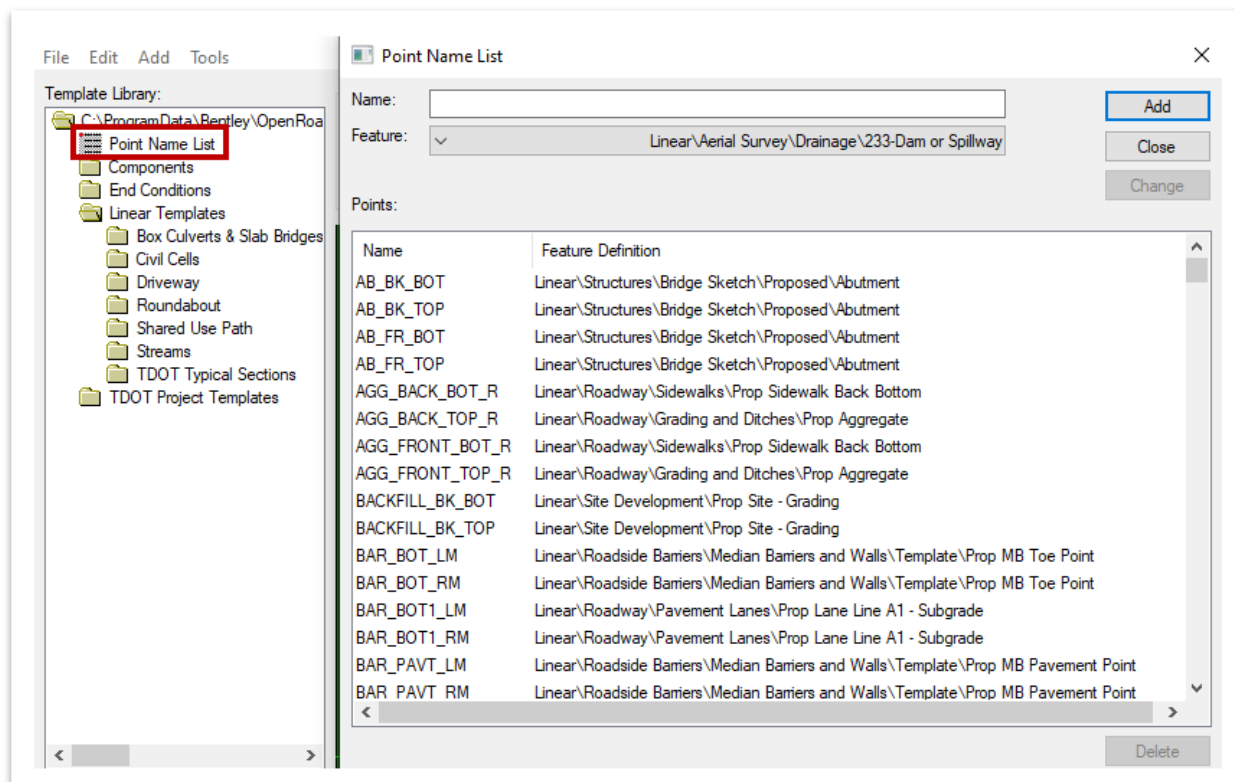 File Edit Add Tools
Template Library:
C:\ProgramData\Bentley\OpenRoa
Point Name List
Components
End Conditions
Linear Templates
Box Culverts & Slab Bridges
Civil Cells
Driveway
Roundabout
Shared Use Path
Streams
TDOT Typical Sections
TDOT Project Templates
Point Name List
Name:
Add
Feature: Linear\Aerial Survey\Drainage\233-Dam or Spillway
Close
Change
Points:
Name Feature Definition
AB_BK_BOT Linear\Structures\Bridge Sketch\Proposed\Abutment
AB_BK_TOP Linear\Structures\Bridge Sketch\Proposed\Abutment
AB_FR_BOT Linear\Structures\Bridge Sketch\Proposed\Abutment
AB_FR_TOP Linear\Structures\Bridge Sketch\Proposed\Abutment
AGG_BACK_BOT_R Linear\Roadway\Sidewalks\Prop Sidewalk Back Bottom
AGG_BACK_TOP_R Linear\Roadway\Grading and Ditches\Prop Aggregate
AGG_FRONT_BOT_R Linear\Roadway\Sidewalks\Prop Sidewalk Back Bottom
AGG_FRONT_TOP_R Linear\Roadway\Grading and Ditches\Prop Aggregate
BACKFILL_BK_BOT Linear\Site Development\Prop Site - Grading
BACKFILL_BK_TOP Linear\Site Development\Prop Site - Grading
BAR_BOT_LM Linear\Roadside Barriers\Median Barriers and Walls\Template\Prop MB Toe Point
BAR_BOT_RM Linear\Roadside Barriers\Median Barriers and Walls\Template\Prop MB Toe Point
BAR_BOT1_LM Linear\Roadway\Pavement Lanes\Prop Lane Line A1 - Subgrade
BAR_BOT1_RM Linear\Roadway\Pavement Lanes\Prop Lane Line A1 - Subgrade
BAR_PAVT_LM Linear\Roadside Barriers\Median Barriers and Walls\Template\Prop MB Pavement Point
BAR_PAVT_RM Linear\Roadside Barriers\Median Barriers and Walls\Template\Prop MB Pavement Point
Delete